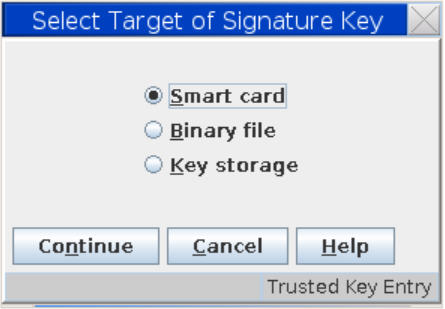 Select Target of Signature Key
Smart card
Binary file
Key storage
Continue Cancel Help
Trusted Key Entry